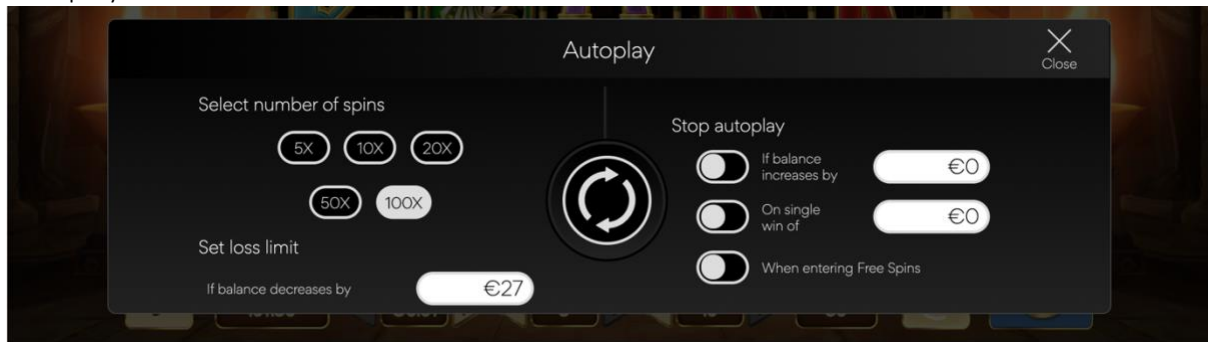 Autoplay
Close
Select number of spins
5X 10X 20X
50X 100X
Set loss limit
If balance decreases by €27
Stop autoplay
If balance
increases by €0
On single
win of €0
When entering Free Spins